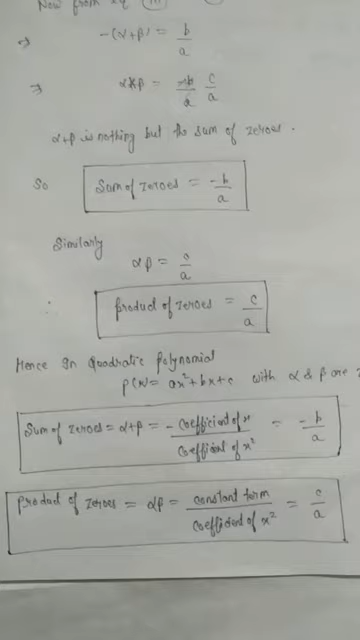 Now from eq (iii)
⇒ -(α+β) = b/a
⇒ α+β = -b/a c/a
α+β is nothing but the sum of zeroes.
So Sum of zeroes = -b/a
Similarly
αβ = c/a
∴ product of zeroes = c/a
Hence In Quadratic Polynomial
P(x) = ax²+bx+c with α & β are
Sum of zeroes = α+β = - coefficient of x / coefficient of x² = -b/a
product of zeroes = αβ = constant term / coefficient of x² = c/a